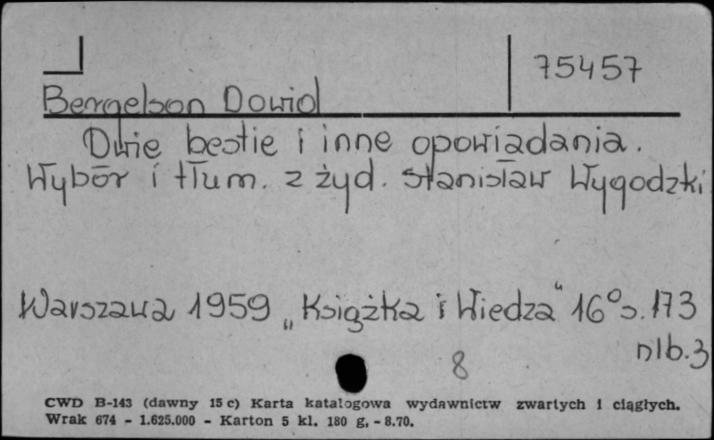 75457
Bergelson Dowid
Dwie bestie i inne opowiadania.
Wybór i tłum. z żyd. Stanisław Wygodzki
Warszawa 1959 „Książka i Wiedza" 16° s. 173
nlb. 3
8
CWD B-143 (dawny 15 c) Karta katalogowa wydawnictw zwartych i ciągłych.
Wrak 674 - 1.625.000 - Karton 5 kl. 180 g. - 8.70.